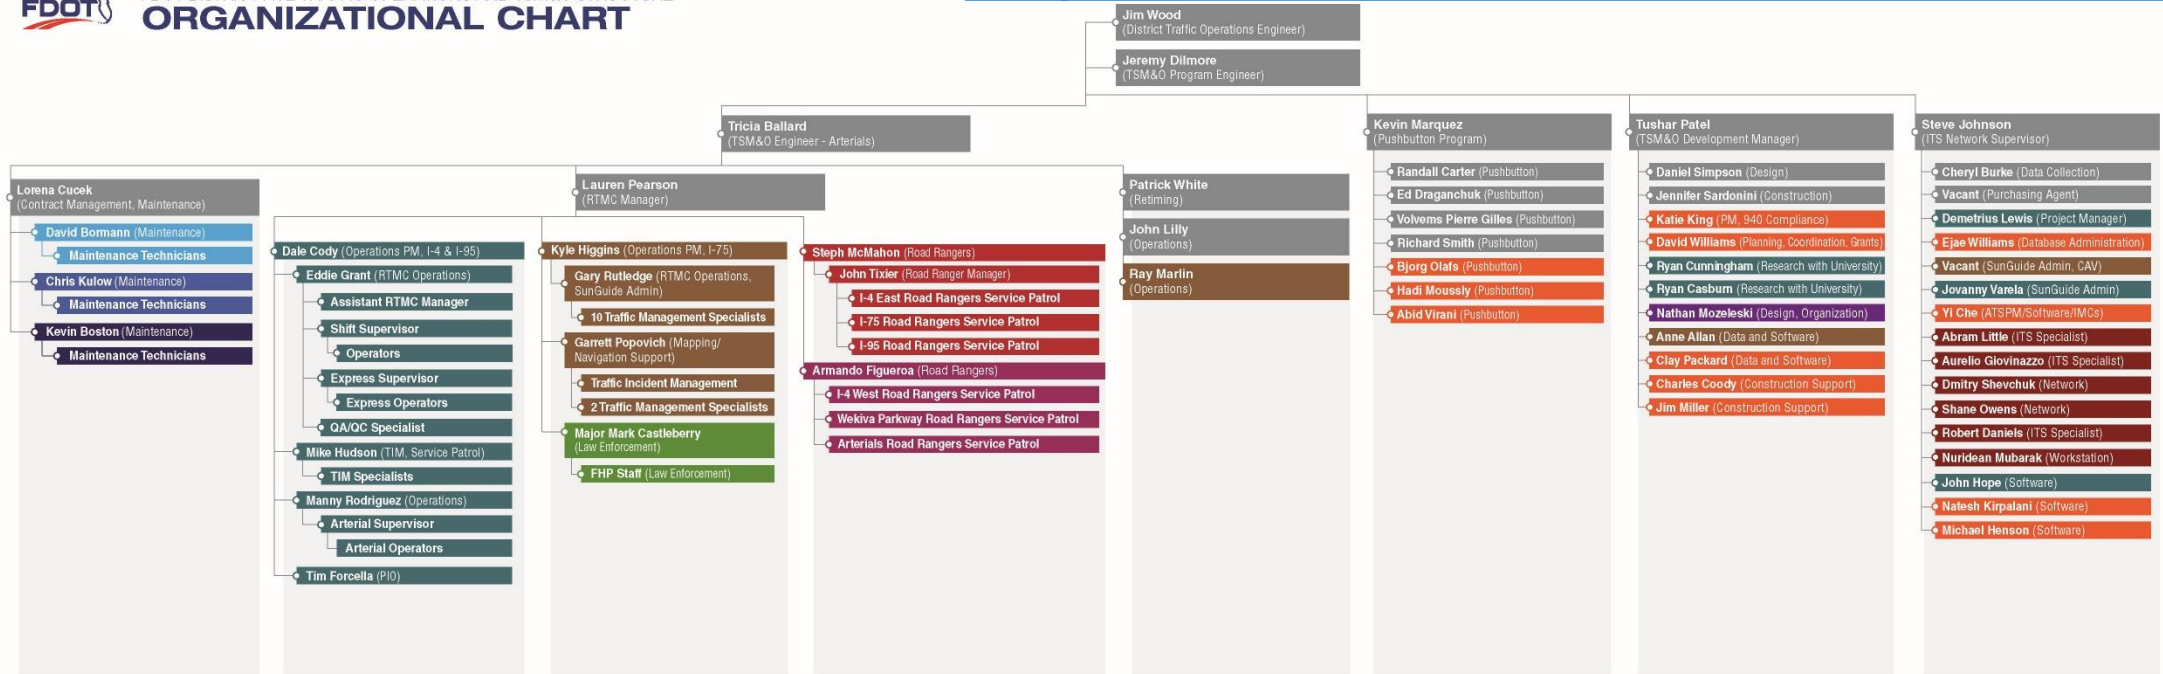 FDOT
ORGANIZATIONAL CHART
Jim Wood
(District Traffic Operations Engineer)
Jeremy Dilmore
(TSM&O Program Engineer)
Tricia Ballard
(TSM&O Engineer - Arterials)
Kevin Marquez
(Pushbutton Program)
Tushar Patel
(TSM&O Development Manager)
Steve Johnson
(ITS Network Supervisor)
Lorena Cucek
(Contract Management, Maintenance)
David Bormann (Maintenance)
Maintenance Technicians
Chris Kulow (Maintenance)
Maintenance Technicians
Kevin Boston (Maintenance)
Maintenance Technicians
Lauren Pearson
(RTMC Manager)
Dale Cody (Operations PM, I-4 & I-95)
Eddie Grant (RTMC Operations)
Assistant RTMC Manager
Shift Supervisor
Operators
Express Supervisor
Express Operators
QA/QC Specialist
Mike Hudson (TIM, Service Patrol)
TIM Specialists
Manny Rodriguez (Operations)
Arterial Supervisor
Arterial Operators
Tim Forcella (PIO)
Kyle Higgins (Operations PM, I-75)
Gary Rutledge (RTMC Operations,
SunGuide Admin)
10 Traffic Management Specialists
Garrett Popovich (Mapping/
Navigation Support)
Traffic Incident Management
2 Traffic Management Specialists
Major Mark Castleberry
(Law Enforcement)
FHP Staff (Law Enforcement)
Steph McMahon (Road Rangers)
John Tixier (Road Ranger Manager)
I-4 East Road Rangers Service Patrol
I-75 Road Rangers Service Patrol
I-95 Road Rangers Service Patrol
Armando Figueroa (Road Rangers)
I-4 West Road Rangers Service Patrol
Wekiva Parkway Road Rangers Service Patrol
Arterials Road Rangers Service Patrol
Patrick White
(Retiming)
John Lilly
(Operations)
Ray Marlin
(Operations)
Randall Carter (Pushbutton)
Ed Draganchuk (Pushbutton)
Volvems Pierre Gilles (Pushbutton)
Richard Smith (Pushbutton)
Bjorg Olafs (Pushbutton)
Hadi Moussly (Pushbutton)
Abid Virani (Pushbutton)
Daniel Simpson (Design)
Jennifer Sardonini (Construction)
Katie King (PM, 940 Compliance)
David Williams (Planning, Coordination, Grants)
Ryan Cunningham (Research with University)
Ryan Casburn (Research with University)
Nathan Mozeleski (Design, Organization)
Anne Allan (Data and Software)
Clay Packard (Data and Software)
Charles Coody (Construction Support)
Jim Miller (Construction Support)
Cheryl Burke (Data Collection)
Vacant (Purchasing Agent)
Demetrius Lewis (Project Manager)
Ejae Williams (Database Administration)
Vacant (SunGuide Admin, CAV)
Jovanny Varela (SunGuide Admin)
Yi Che (ATSPM/Software/IMCs)
Abram Little (ITS Specialist)
Aurelio Giovinazzo (ITS Specialist)
Dmitry Shevchuk (Network)
Shane Owens (Network)
Robert Daniels (ITS Specialist)
Nuridean Mubarak (Workstation)
John Hope (Software)
Natesh Kirpalani (Software)
Michael Henson (Software)